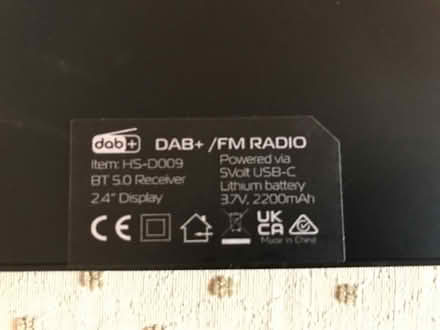 dab+ DAB+ /FM RADIO
Item: HS-D009
BT 5.0 Receiver
2.4" Display
Powered via
5Volt USB-C
Lithium battery
3.7V, 2200mAh
CE
UK
CA
Made in China